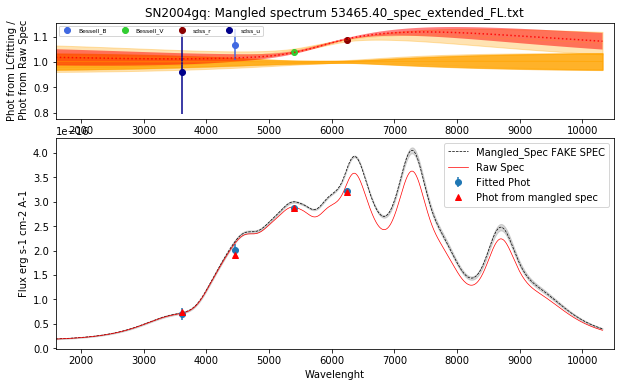 SN2004gq: Mangled spectrum 53465.40_spec_extended_FL.txt
Bessell_B
Bessell_V
sdss_r
sdss_u
Phot from LCfitting /
Phot from Raw Spec
1.1
1.0
0.9
0.8
2000 3000 4000 5000 6000 7000 8000 9000 10000
1e−16
Mangled_Spec FAKE SPEC
Raw Spec
Fitted Phot
Phot from mangled spec
Flux erg s-1 cm-2 A-1
4.0
3.5
3.0
2.5
2.0
1.5
1.0
0.5
0.0
2000 3000 4000 5000 6000 7000 8000 9000 10000
Wavelenght